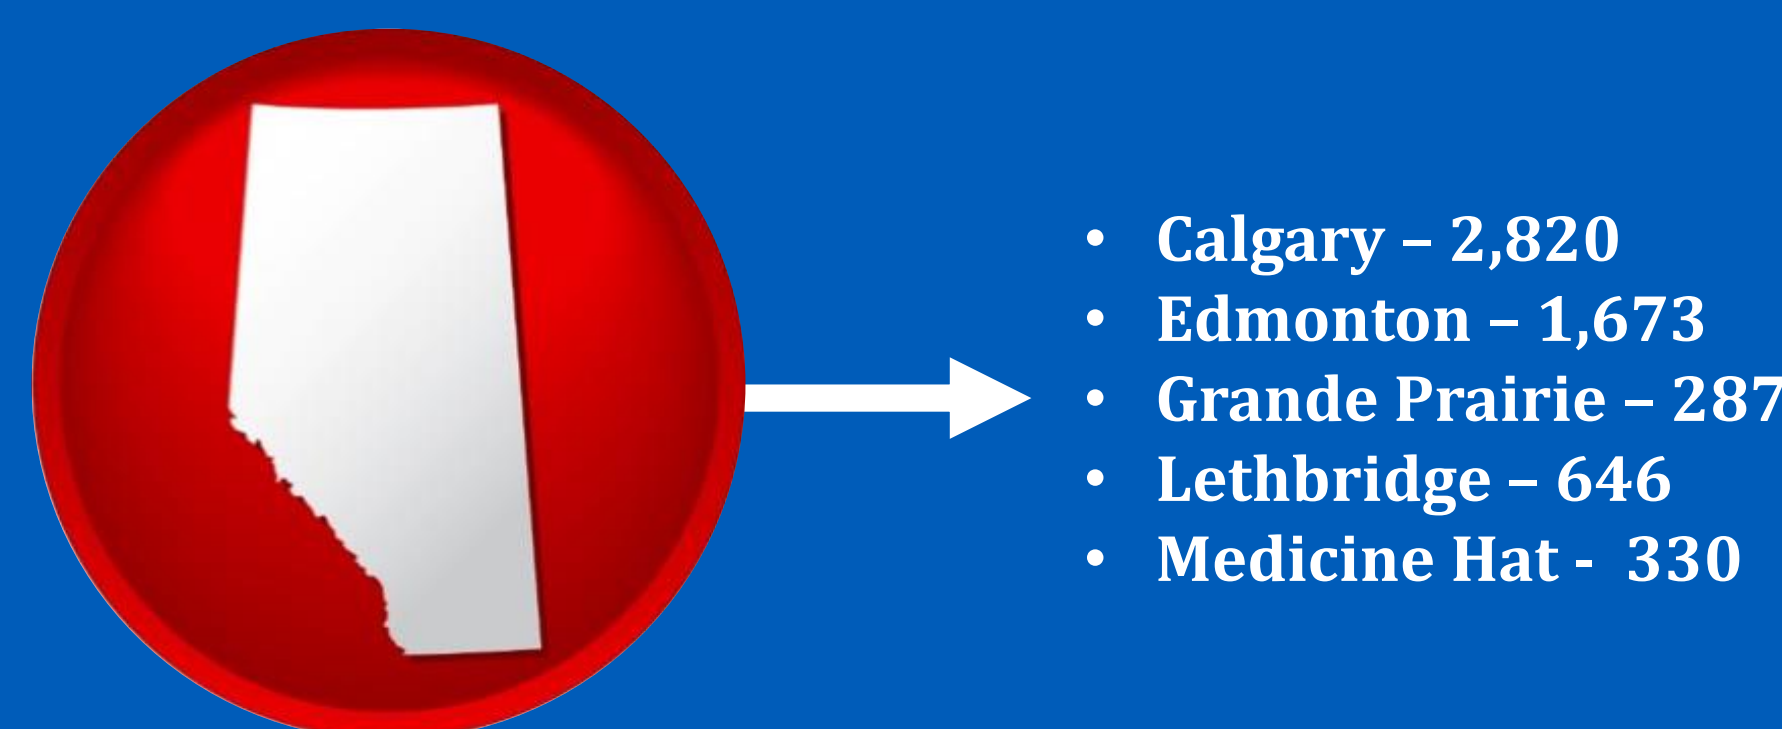 • Calgary – 2,820
• Edmonton – 1,673
• Grande Prairie – 287
• Lethbridge – 646
• Medicine Hat - 330